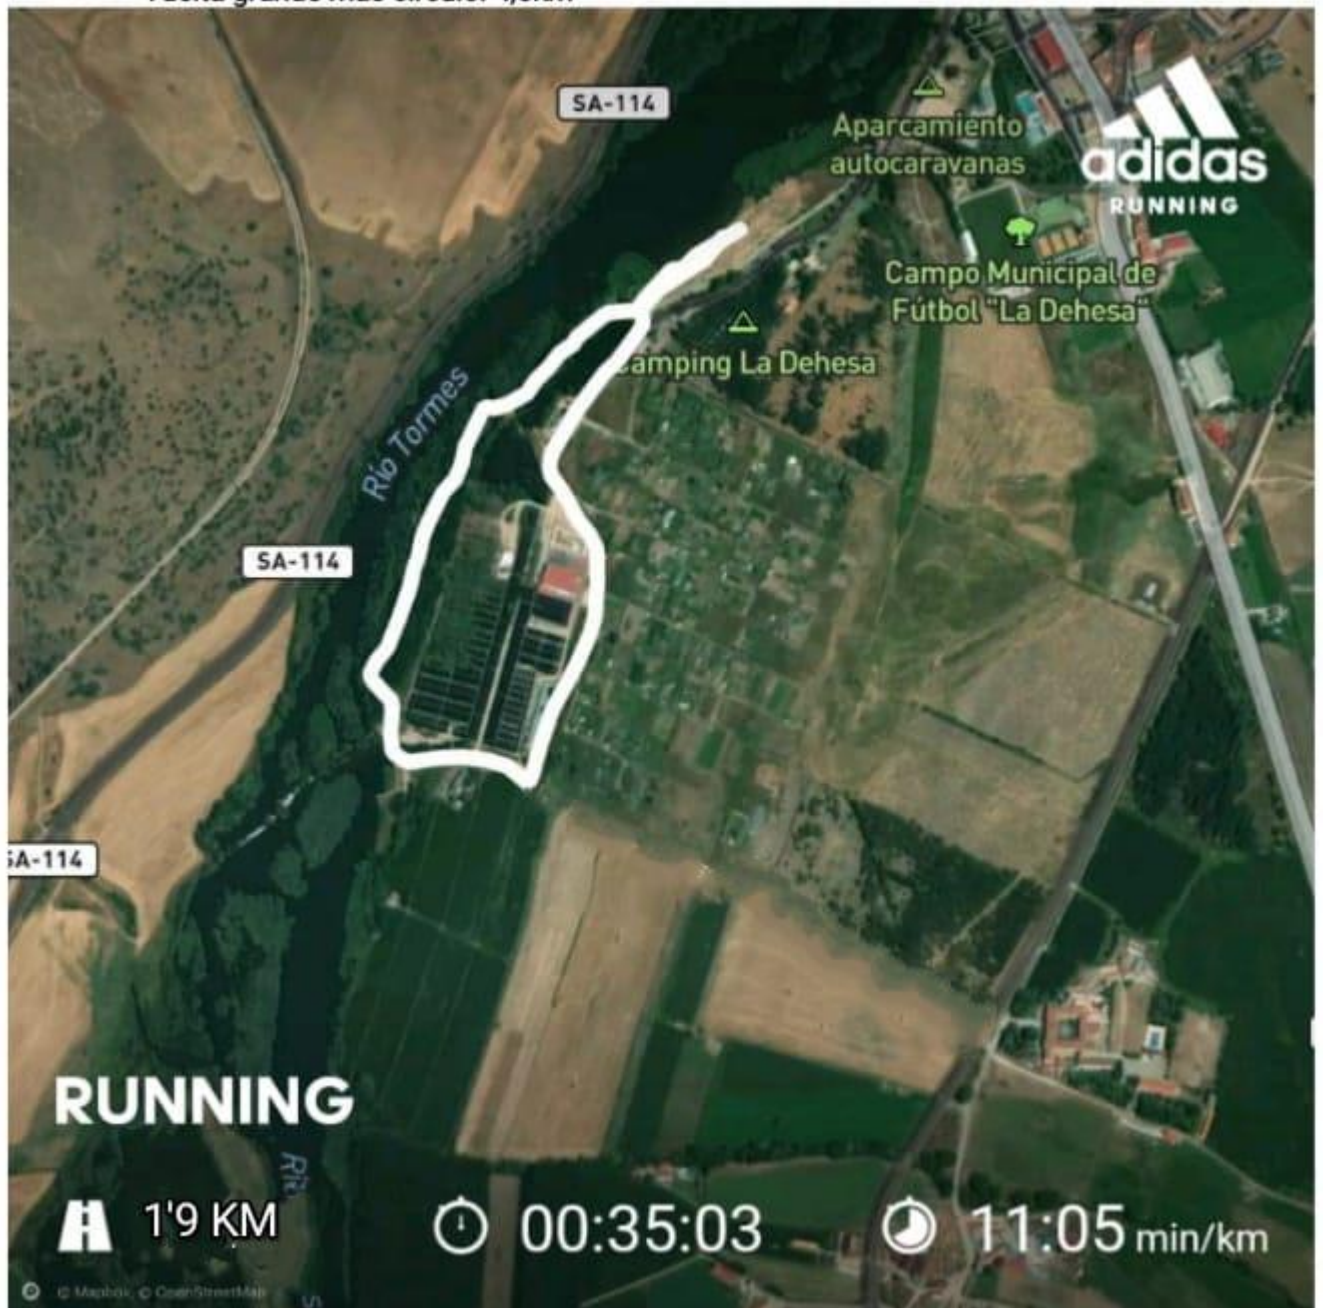 SA-114
Aparcamiento
autocaravanas
adidas
RUNNING
Campo Municipal de
Fútbol "La Dehesa"
Camping La Dehesa
Río Tormes
SA-114
SA-114
RUNNING
1'9 KM
00:35:03
11:05 min/km
© Mapbox, © OpenStreetMap